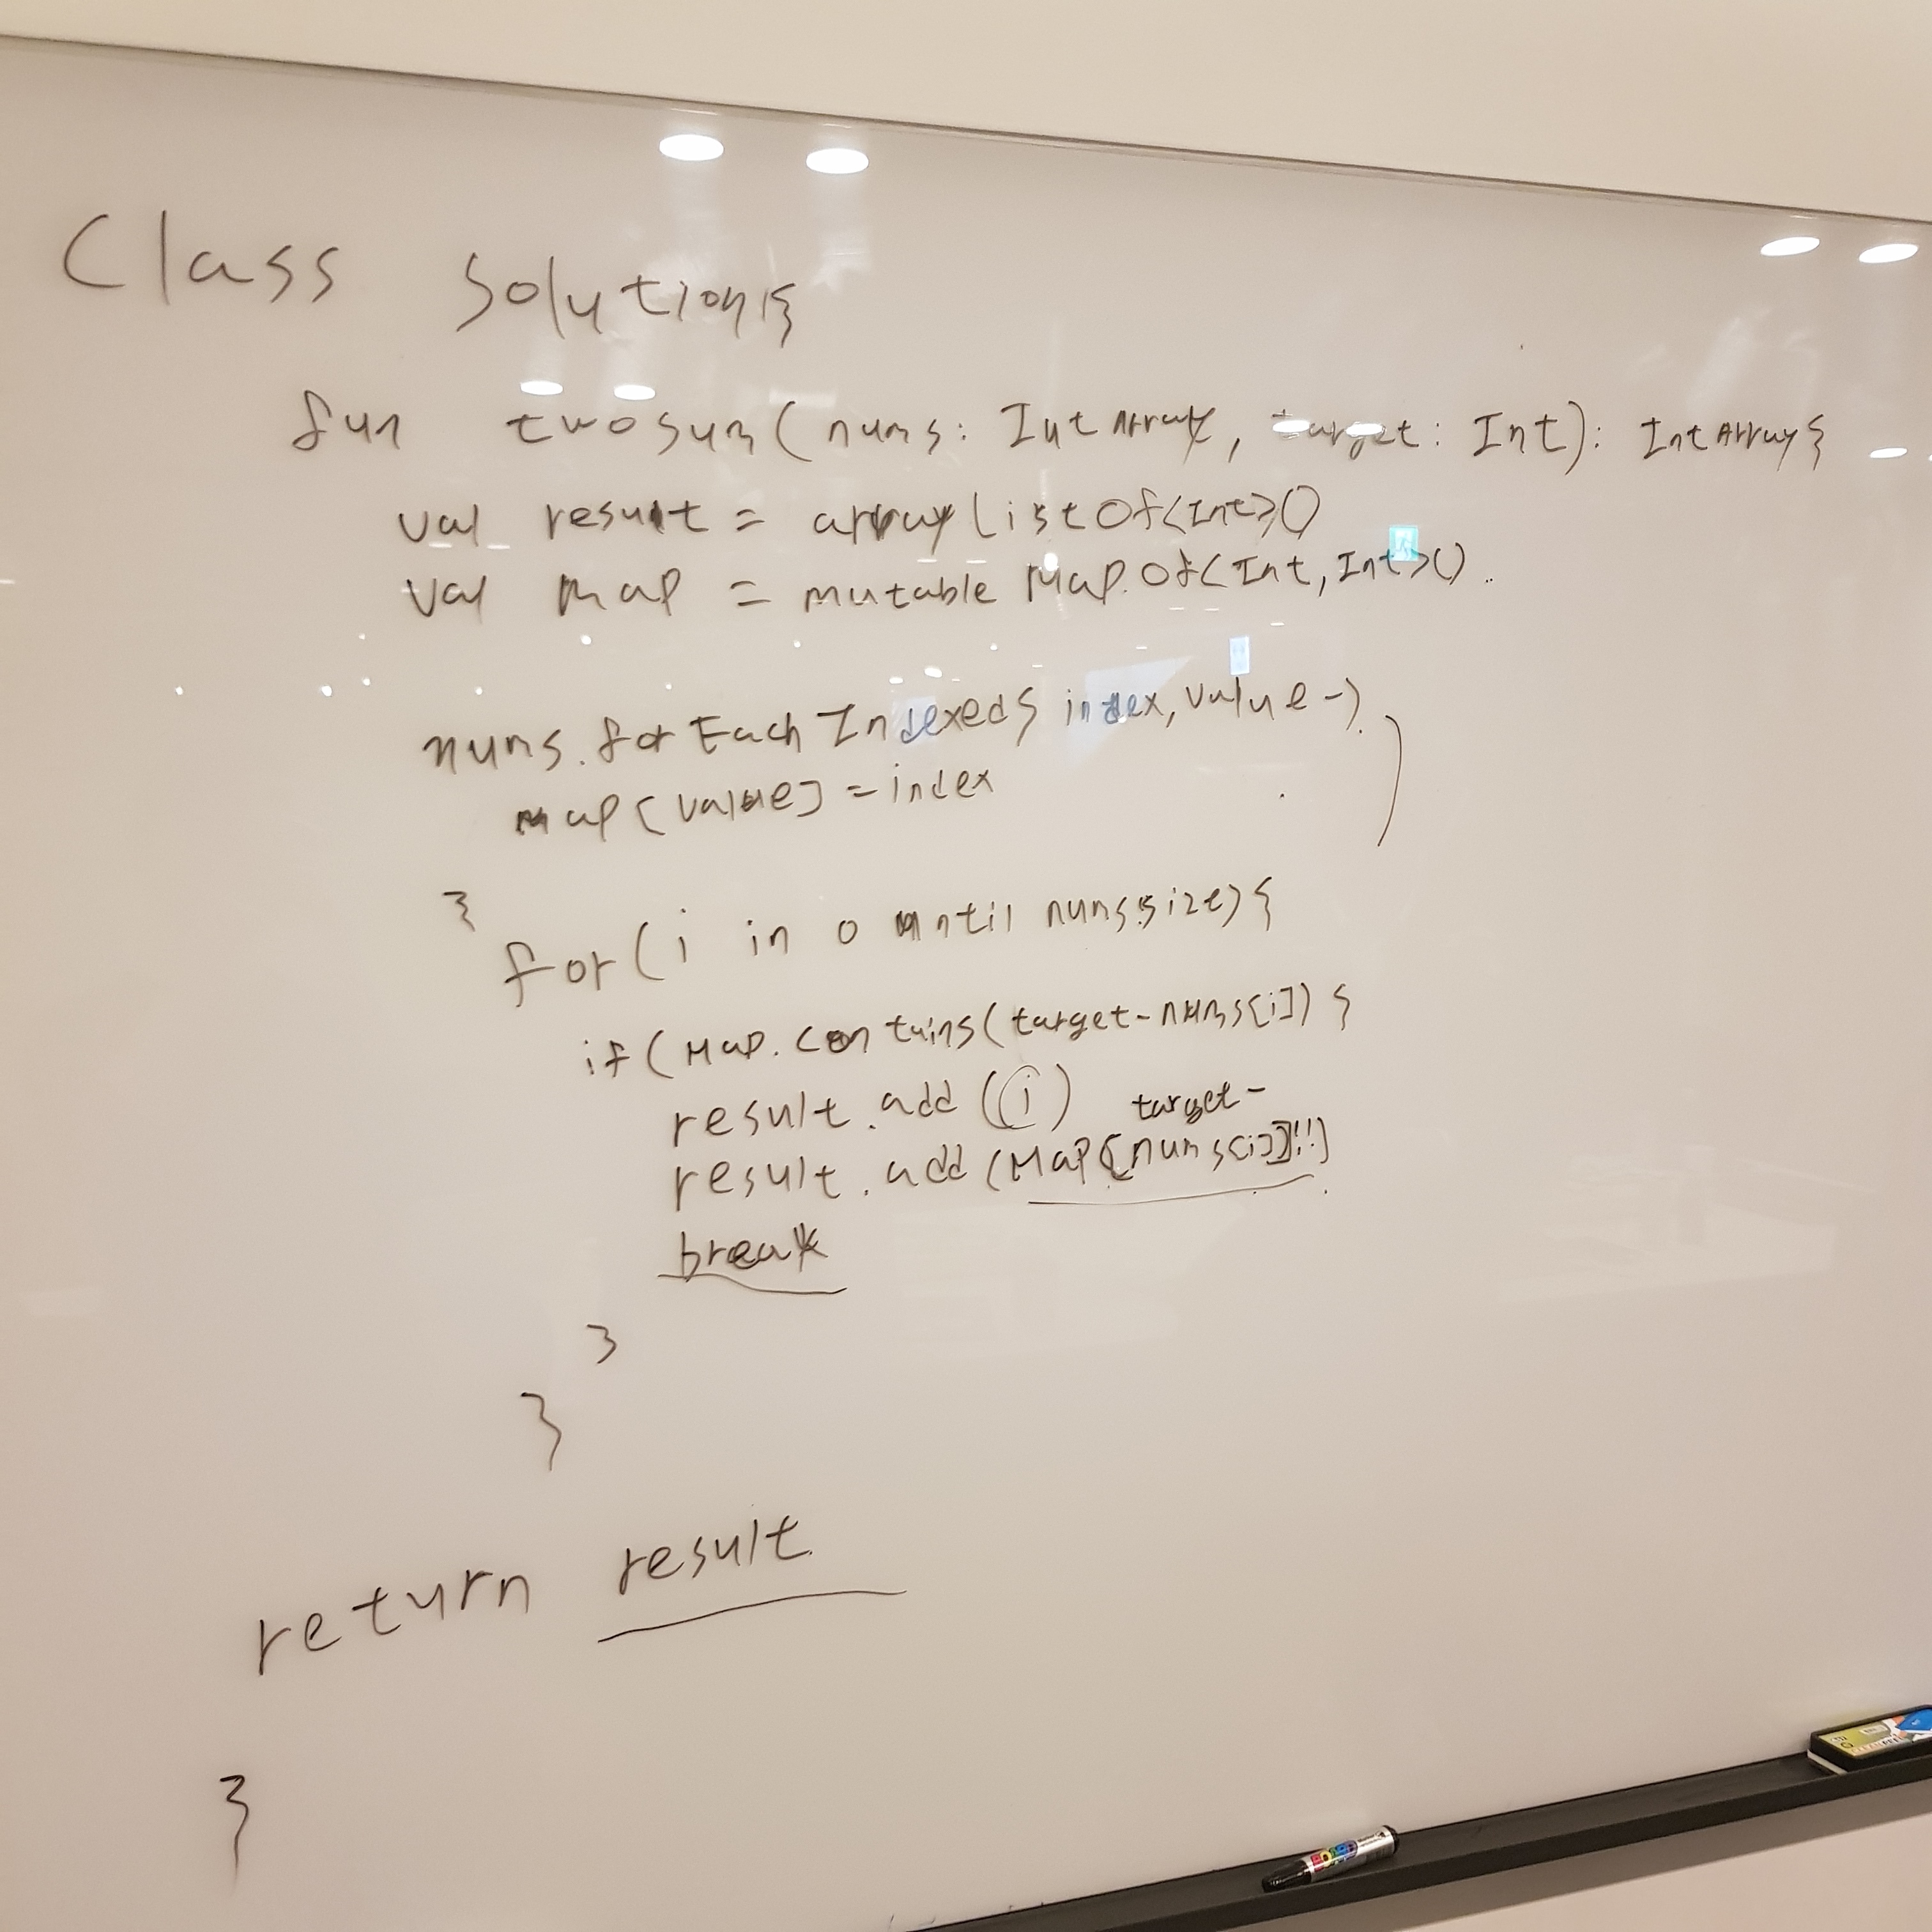 Class Solution{
fun twoSum(nums: IntArray, target: Int): IntArray{
val result = arrayListOf<Int>()
val map = mutableMapOf<Int,Int>()
nums.forEachIndexed{ index, value ->
map[value] = index
}
for(i in 0 until nums.size){
if(map.contains(target-nums[i]) {
result.add(i)
target-
result.add(map[nums[i]]!!)
break
}
}
return result
}